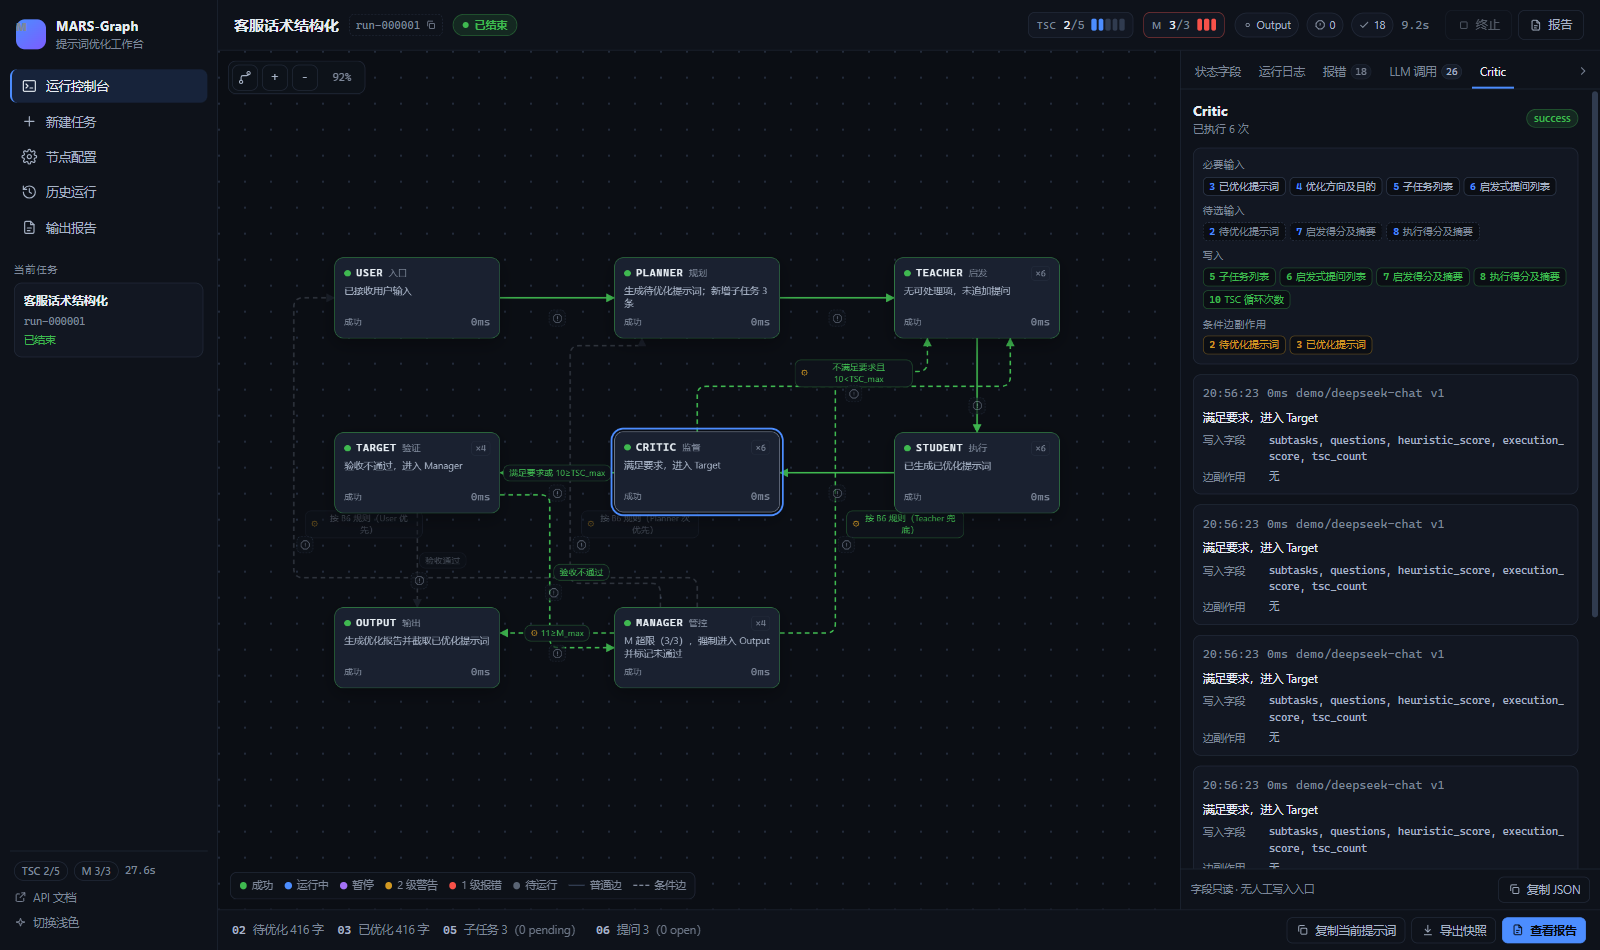 MARS-Graph
提示词优化工作台
运行控制台
新建任务
节点配置
历史运行
输出报告
当前任务
客服话术结构化
run-000001
已结束
TSC 2/5
M 3/3
27.6s
API 文档
切换浅色
客服话术结构化
run-000001
已结束
TSC 2/5
M 3/3
Output
0
18
9.2s
终止
报告
+
-
92%
USER 入口
已接收用户输入
成功
0ms
PLANNER 规划
生成待优化提示词；新增子任务 3
条
成功
0ms
TEACHER 启发
×6
无可处理项，未追加提问
成功
0ms
不满足要求且
10<TSC_max
TARGET 验证
×4
验收不通过，进入 Manager
成功
0ms
满足要求或 10≥TSC_max
CRITIC 监督
×6
满足要求，进入 Target
成功
0ms
STUDENT 执行
×6
已生成已优化提示词
成功
0ms
按 B6 规则（User 优
先）
按 B6 规则（Planner 次
优先）
按 B6 规则（Teacher 兜
底）
验收通过
验收不通过
OUTPUT 输出
生成优化报告并截取已优化提示词
成功
0ms
11≥M_max
MANAGER 管控
×4
M 超限（3/3），强制进入 Output
并标记未通过
成功
0ms
成功
运行中
暂停
2 级警告
1 级报错
待运行
普通边
条件边
02 待优化 416 字
03 已优化 416 字
05 子任务 3 (0 pending)
06 提问 3 (0 open)
状态字段
运行日志
报错 18
LLM 调用 26
Critic
Critic
已执行 6 次
success
必要输入
3 已优化提示词
4 优化方向及目的
5 子任务列表
6 启发式提问列表
待选输入
2 待优化提示词
7 启发得分及摘要
8 执行得分及摘要
写入
5 子任务列表
6 启发式提问列表
7 启发得分及摘要
8 执行得分及摘要
10 TSC 循环次数
条件边副作用
2 待优化提示词
3 已优化提示词
20:56:23 0ms demo/deepseek-chat v1
满足要求，进入 Target
写入字段
subtasks, questions, heuristic_score, execution_
score, tsc_count
边副作用
无
20:56:23 0ms demo/deepseek-chat v1
满足要求，进入 Target
写入字段
subtasks, questions, heuristic_score, execution_
score, tsc_count
边副作用
无
20:56:23 0ms demo/deepseek-chat v1
满足要求，进入 Target
写入字段
subtasks, questions, heuristic_score, execution_
score, tsc_count
边副作用
无
20:56:23 0ms demo/deepseek-chat v1
满足要求，进入 Target
写入字段
subtasks, questions, heuristic_score, execution_
score, tsc_count
边副作用
无
字段只读 · 无人工写入入口
复制 JSON
复制当前提示词
导出快照
查看报告